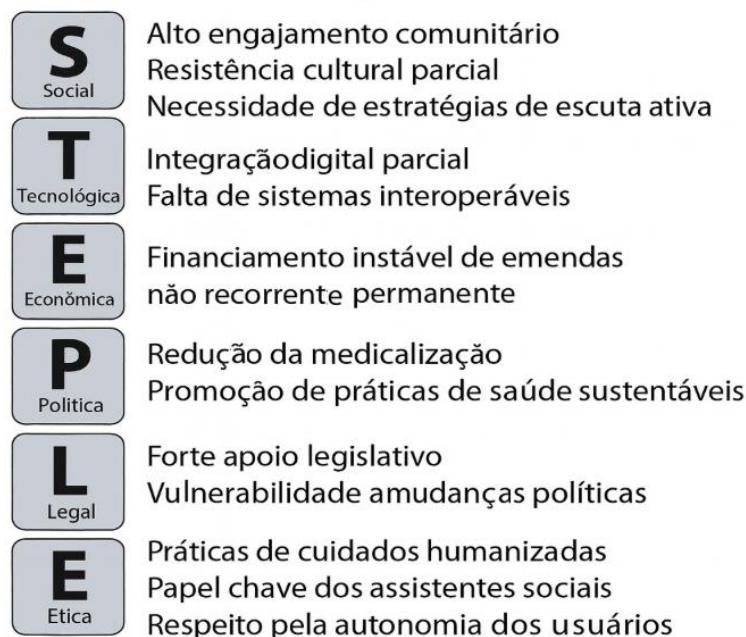 S
Social
Alto engajamento comunitário
Resistência cultural parcial
Necessidade de estratégias de escuta ativa
T
Tecnológica
Integraçãodigital parcial
Falta de sistemas interoperáveis
E
Econŏmica
Financiamento instável de emendas
não recorrente permanente
P
Politica
Redução da medicalizaçăo
Promoção de práticas de saúde sustentáveis
L
Legal
Forte apoio legislativo
Vulnerabilidade amudanças políticas
E
Etica
Práticas de cuidados humanizadas
Papel chave dos assistentes sociais
Respeito pela autonomia dos usuários